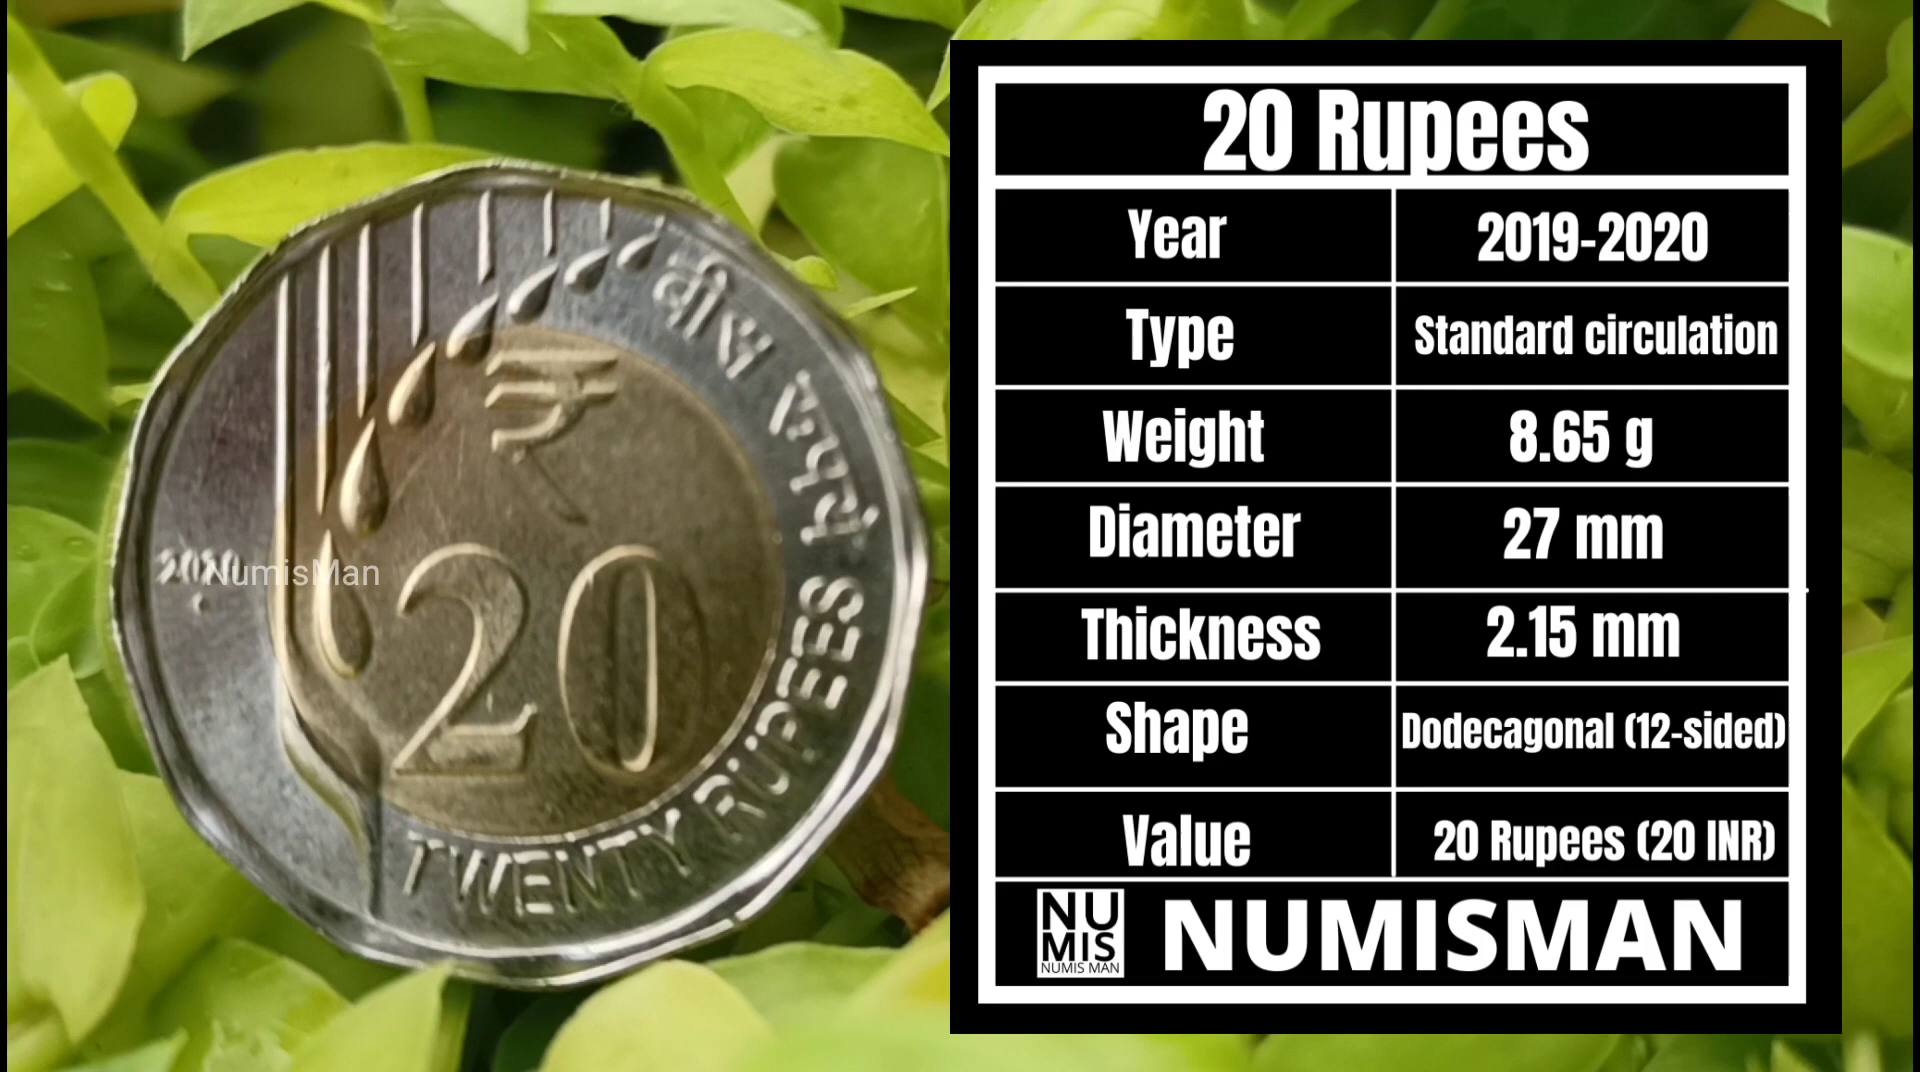 ₹
20
बीस रुपये
TWENTY RUPEES
2020
NumisMan
20 Rupees
Year 2019-2020
Type Standard circulation
Weight 8.65 g
Diameter 27 mm
Thickness 2.15 mm
Shape Dodecagonal (12-sided)
Value 20 Rupees (20 INR)
NU
MIS
NUMIS MAN
NUMISMAN